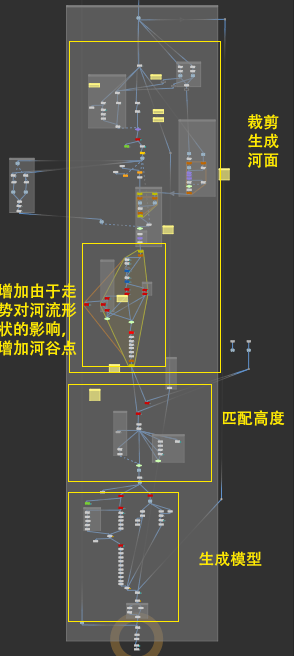 裁剪
生成
河面
增加由于走
势对河流形
状的影响,
增加河谷点
匹配高度
生成模型